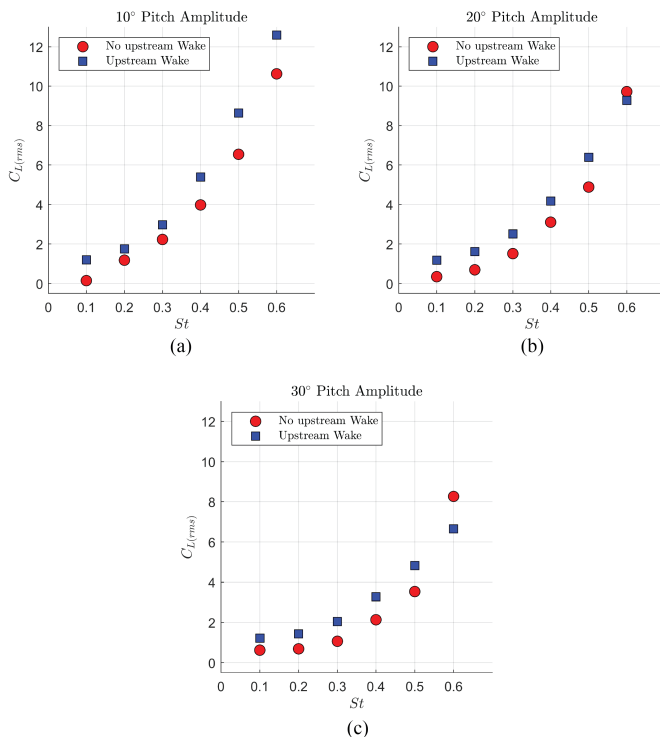 10° Pitch Amplitude
No upstream Wake
Upstream Wake
12
10
8
6
4
2
0
C_{L(rms)}
0 0.1 0.2 0.3 0.4 0.5 0.6
St
(a)
20° Pitch Amplitude
No upstream Wake
Upstream Wake
12
10
8
6
4
2
0
C_{L(rms)}
0 0.1 0.2 0.3 0.4 0.5 0.6
St
(b)
30° Pitch Amplitude
No upstream Wake
Upstream Wake
12
10
8
6
4
2
0
C_{L(rms)}
0 0.1 0.2 0.3 0.4 0.5 0.6
St
(c)